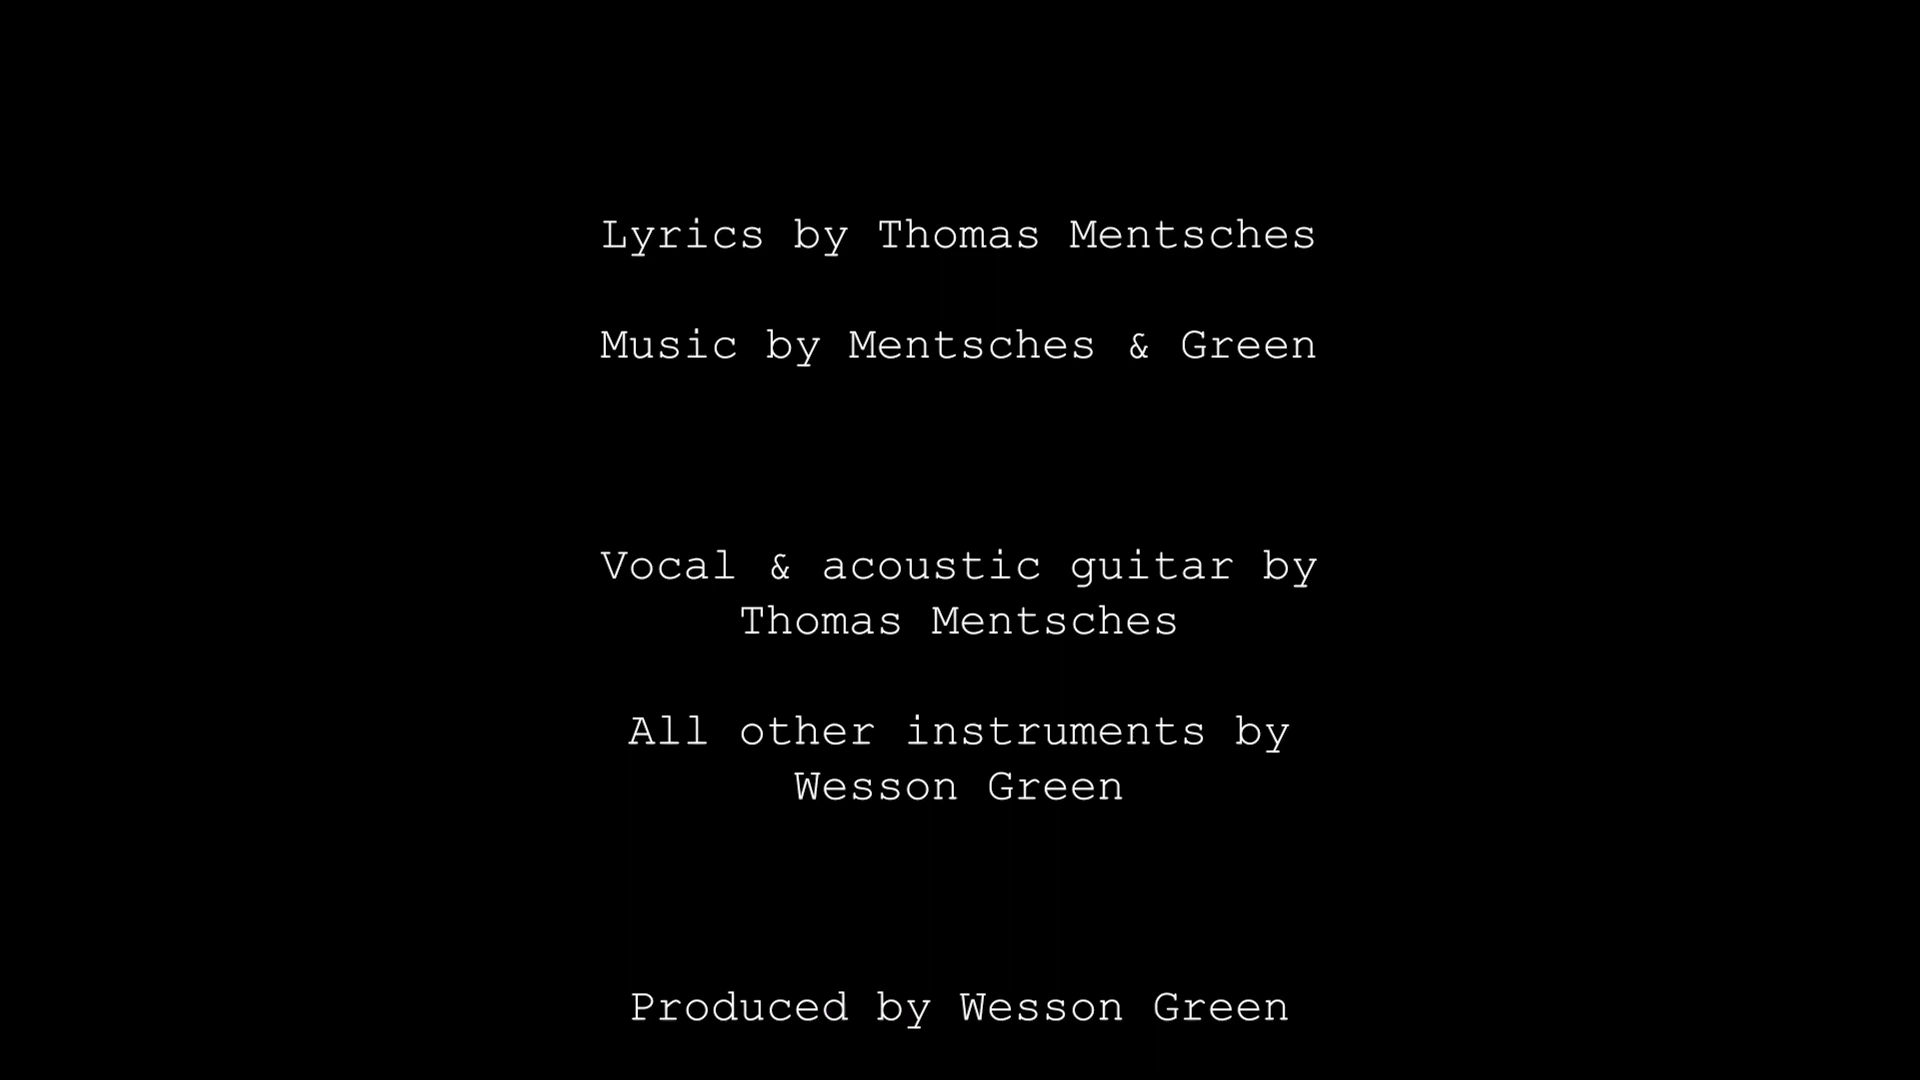 Lyrics by Thomas Mentsches
Music by Mentsches & Green
Vocal & acoustic guitar by
Thomas Mentsches
All other instruments by
Wesson Green
Produced by Wesson Green